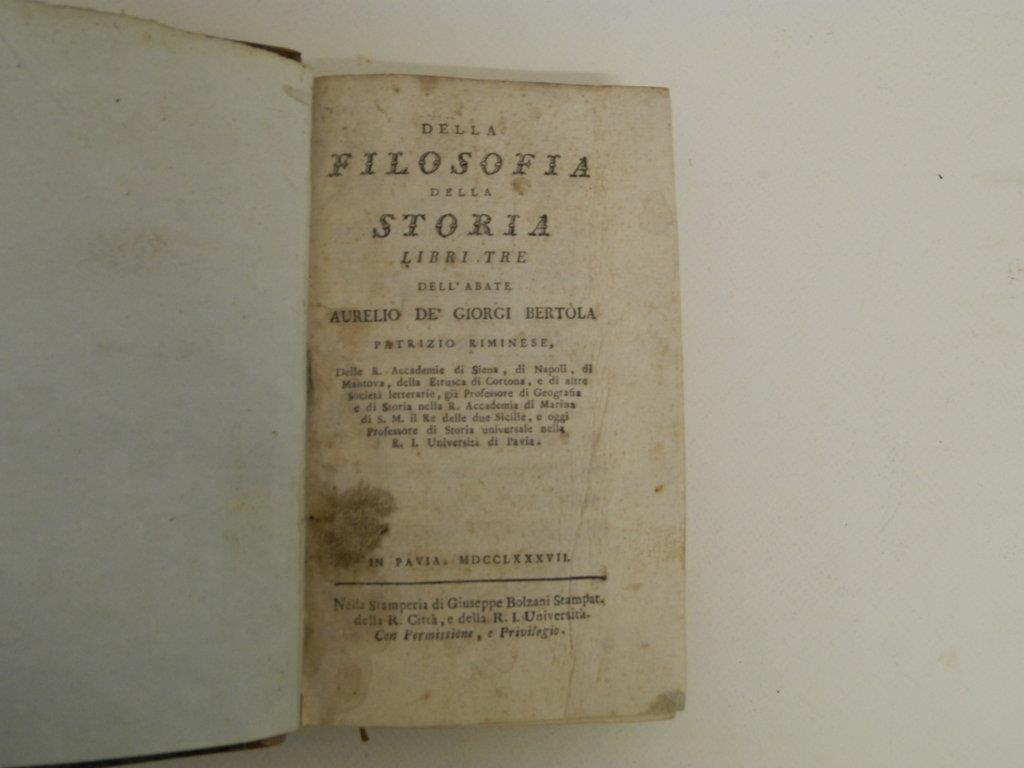 DELLA
FILOSOFIA
DELLA
STORIA
LIBRI TRE
DELL'ABATE
AURELIO DE' GIORGI BERTÒLA
PATRIZIO RIMINESE,
Delle R. Accademie di Siena, di Napoli, di
Mantova, della Etrusca di Cortona, e di altre
Società letterarie, già Professore di Geografia
e di Storia nella R. Accademia di Marina
di S. M. il Re delle due Sicilie, e oggi
Professore di Storia universale nella
R. I. Università di Pavia.
IN PAVIA. MDCCLXXXVII.
Nella Stamperia di Giuseppe Bolzani Stampat.
della R. Città, e della R. I. Università.
Con Permissione, e Privilegio.